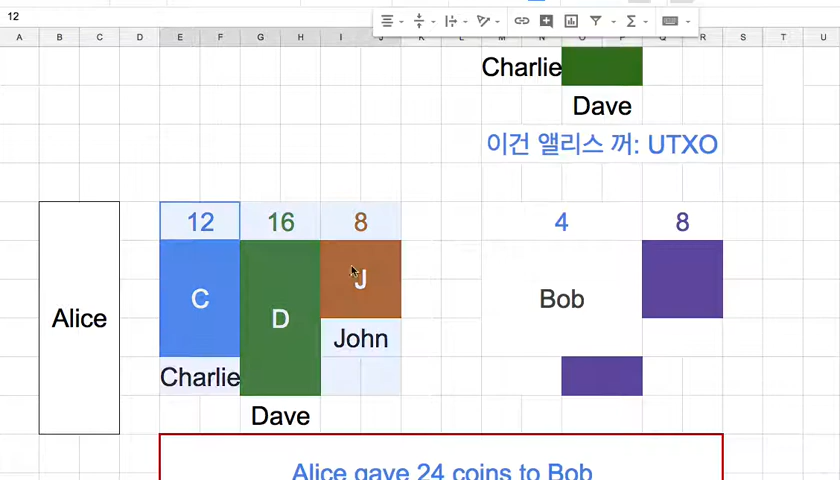 12
A B C D E F G H I J K L M N O P Q R S T U
Charlie
Dave
이건 앨리스 꺼: UTXO
12 16 8 4 8
C
D
J
Alice
Bob
John
Charlie
Dave
Alice gave 24 coins to Bob